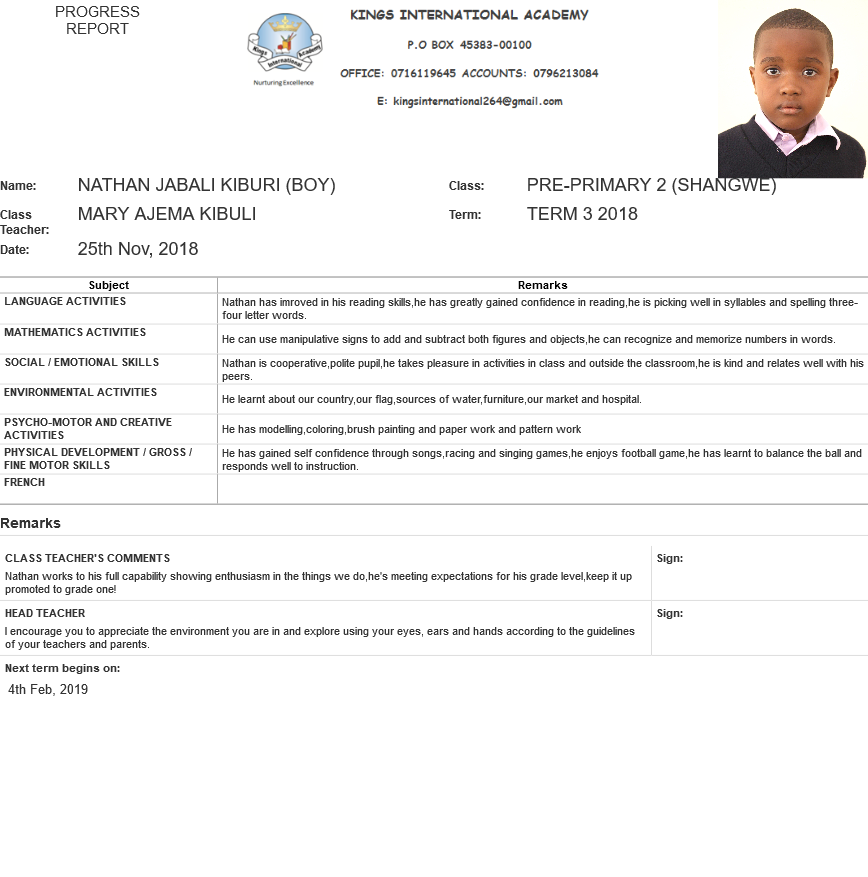 PROGRESS
REPORT
KINGS INTERNATIONAL ACADEMY
P.O BOX 45383-00100
OFFICE: 0716119645 ACCOUNTS: 0796213084
E: kingsinternational264@gmail.com
Kings Academy
International
Nurturing Excellence
Name: NATHAN JABALI KIBURI (BOY) Class: PRE-PRIMARY 2 (SHANGWE)
Class Teacher: MARY AJEMA KIBULI Term: TERM 3 2018
Date: 25th Nov, 2018
Subject Remarks
LANGUAGE ACTIVITIES
Nathan has imroved in his reading skills,he has greatly gained confidence in reading,he is picking well in syllables and spelling three-
four letter words.
MATHEMATICS ACTIVITIES
He can use manipulative signs to add and subtract both figures and objects,he can recognize and memorize numbers in words.
SOCIAL / EMOTIONAL SKILLS
Nathan is cooperative,polite pupil,he takes pleasure in activities in class and outside the classroom,he is kind and relates well with his
peers.
ENVIRONMENTAL ACTIVITIES
He learnt about our country,our flag,sources of water,furniture,our market and hospital.
PSYCHO-MOTOR AND CREATIVE
ACTIVITIES
He has modelling,coloring,brush painting and paper work and pattern work
PHYSICAL DEVELOPMENT / GROSS /
FINE MOTOR SKILLS
He has gained self confidence through songs,racing and singing games,he enjoys football game,he has learnt to balance the ball and
responds well to instruction.
FRENCH
Remarks
CLASS TEACHER'S COMMENTS
Nathan works to his full capability showing enthusiasm in the things we do,he's meeting expectations for his grade level,keep it up
promoted to grade one!
Sign:
HEAD TEACHER
I encourage you to appreciate the environment you are in and explore using your eyes, ears and hands according to the guidelines
of your teachers and parents.
Sign:
Next term begins on:
4th Feb, 2019